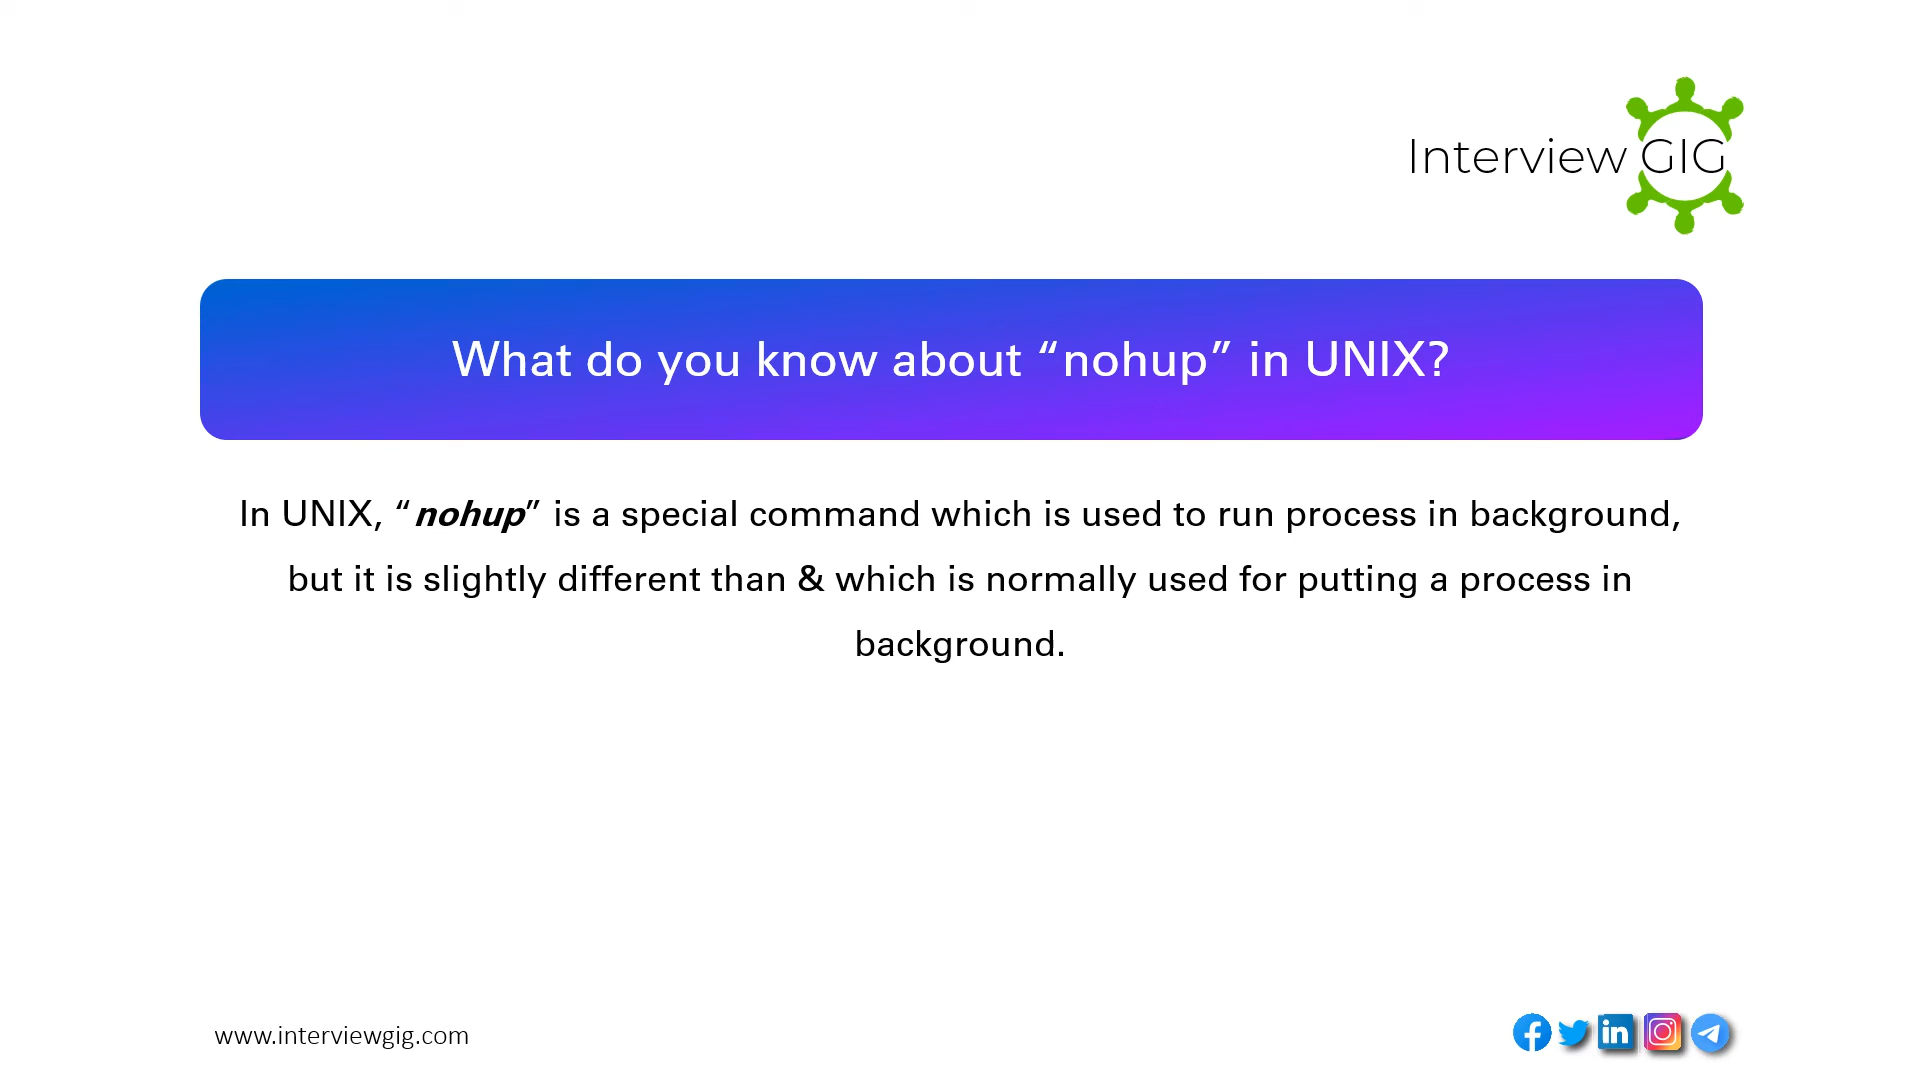 Interview GIG
What do you know about “nohup” in UNIX?
In UNIX, “nohup” is a special command which is used to run process in background,
but it is slightly different than & which is normally used for putting a process in
background.
www.interviewgig.com
in